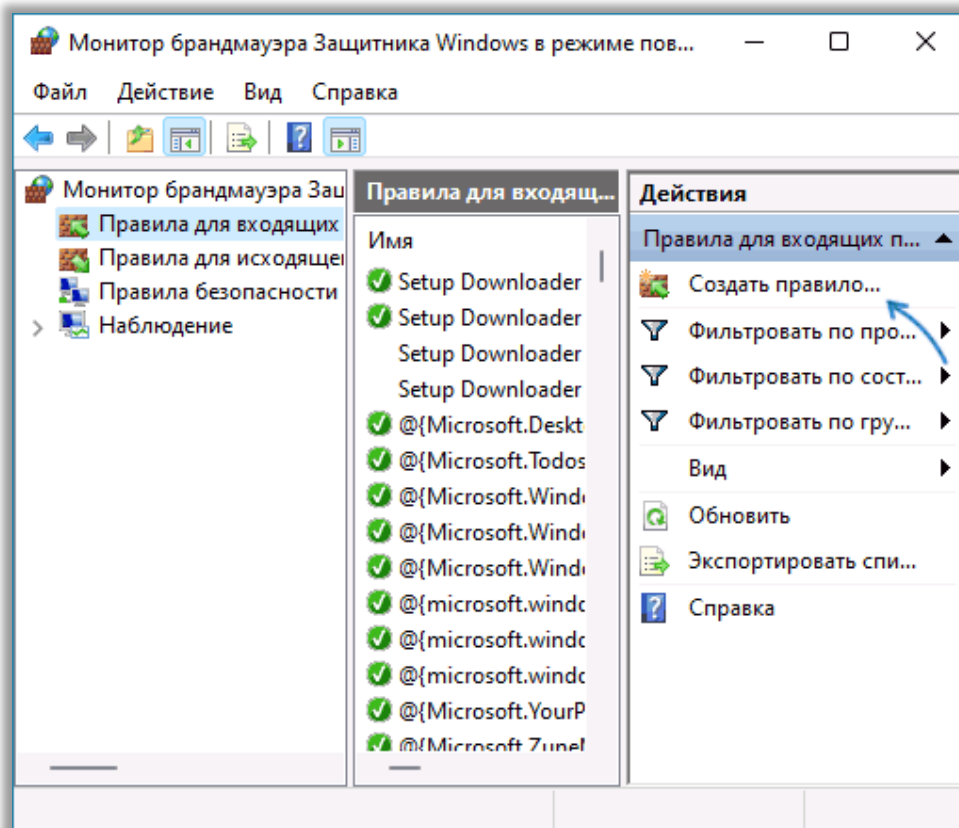 Монитор брандмауэра Защитника Windows в режиме пов...
Файл Действие Вид Справка
Монитор брандмауэра Защ
Правила для входящих
Правила для исходящег
Правила безопасности
Наблюдение
Правила для входящ...
Имя
Setup Downloader
Setup Downloader
Setup Downloader
Setup Downloader
@{Microsoft.Deskt
@{Microsoft.Todos
@{Microsoft.Windo
@{Microsoft.Windo
@{Microsoft.Windo
@{microsoft.windo
@{microsoft.windo
@{microsoft.windo
@{Microsoft.YourP
@{Microsoft.ZuneM
Действия
Правила для входящих п...
Создать правило...
Фильтровать по про...
Фильтровать по сост...
Фильтровать по гру...
Вид
Обновить
Экспортировать спи...
Справка